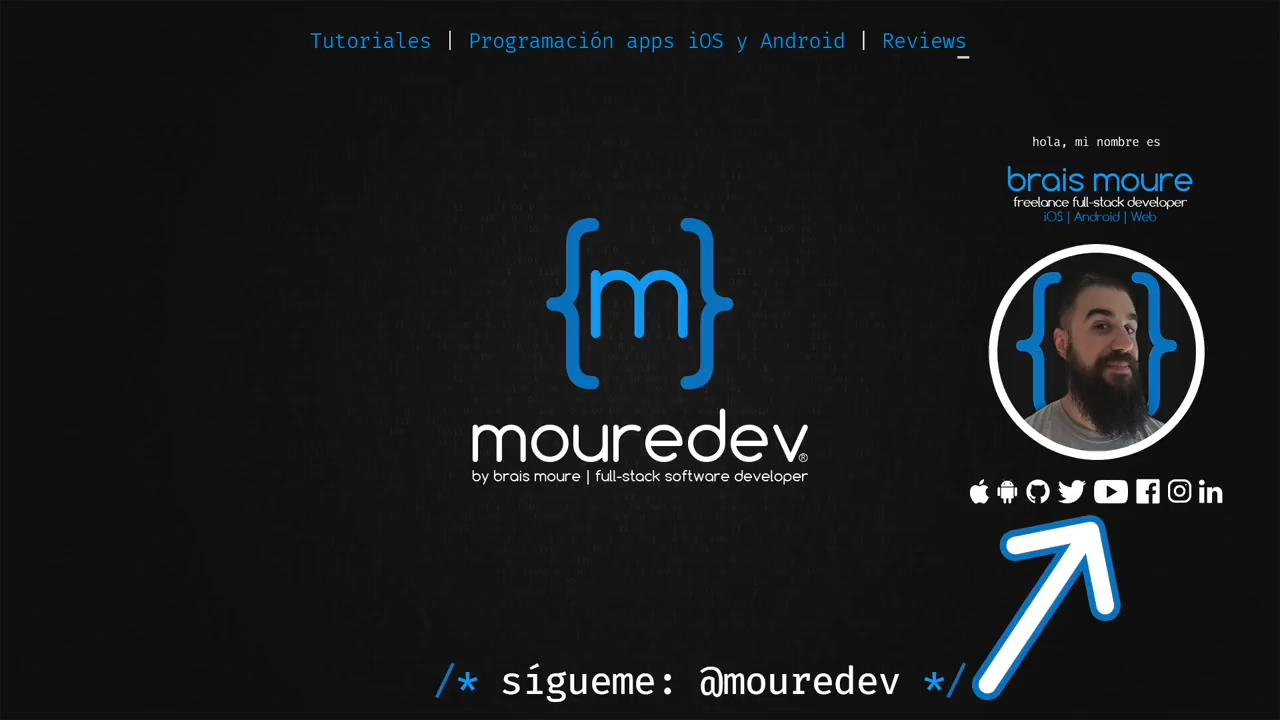 Tutoriales | Programación apps iOS y Android | Reviews_
hola, mi nombre es
brais moure
freelance full-stack developer
iOS | Android | Web
{m}
mouredev®
by brais moure | full-stack software developer
in
/* sígueme: @mouredev */